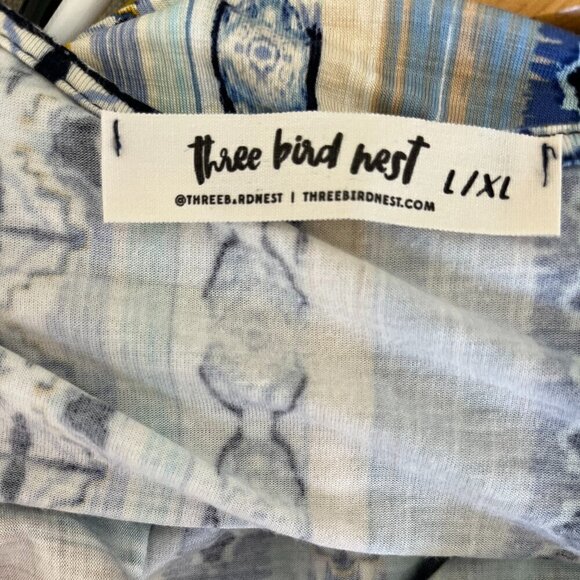 three bird nest L/XL
@THREEBIRDNEST | THREEBIRDNEST.COM